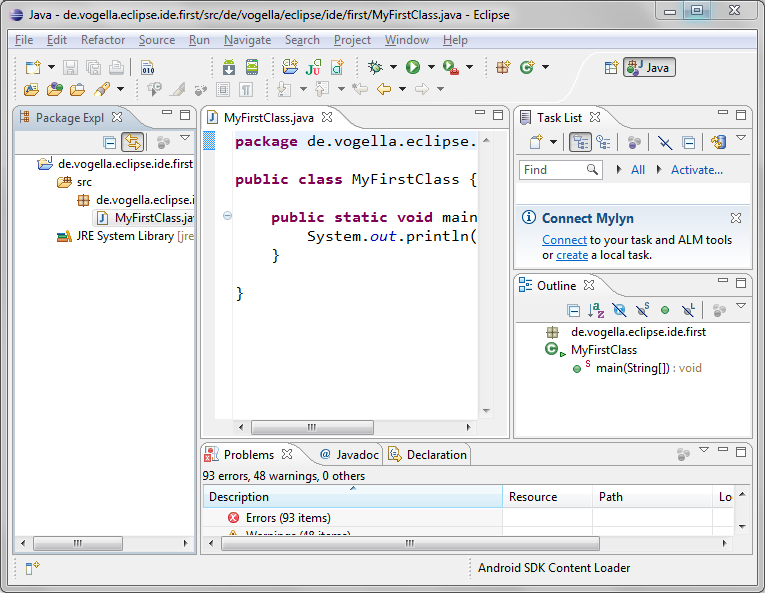 Java - de.vogella.eclipse.ide.first/src/de/vogella/eclipse/ide/first/MyFirstClass.java - Eclipse
File Edit Refactor Source Run Navigate Search Project Window Help
Java
Package Expl
de.vogella.eclipse.ide.first
src
de.vogella.eclipse.i
MyFirstClass.ja
JRE System Library [jre
MyFirstClass.java
package de.vogella.eclipse.
public class MyFirstClass {
public static void main
System.out.println(
}
}
Task List
Find All Activate...
Connect Mylyn
Connect to your task and ALM tools
or create a local task.
Outline
de.vogella.eclipse.ide.first
MyFirstClass
main(String[]) : void
Problems Javadoc Declaration
93 errors, 48 warnings, 0 others
Description Resource Path Lo
Errors (93 items)
Warnings (48 items)
Android SDK Content Loader